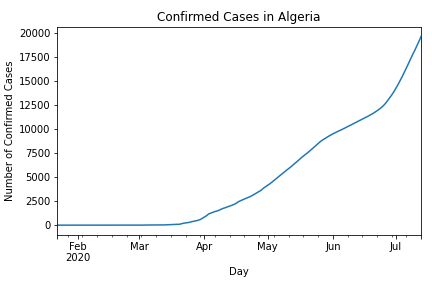 Confirmed Cases in Algeria
20000
17500
15000
12500
10000
7500
5000
2500
0
Number of Confirmed Cases
Feb Mar Apr May Jun Jul
2020
Day